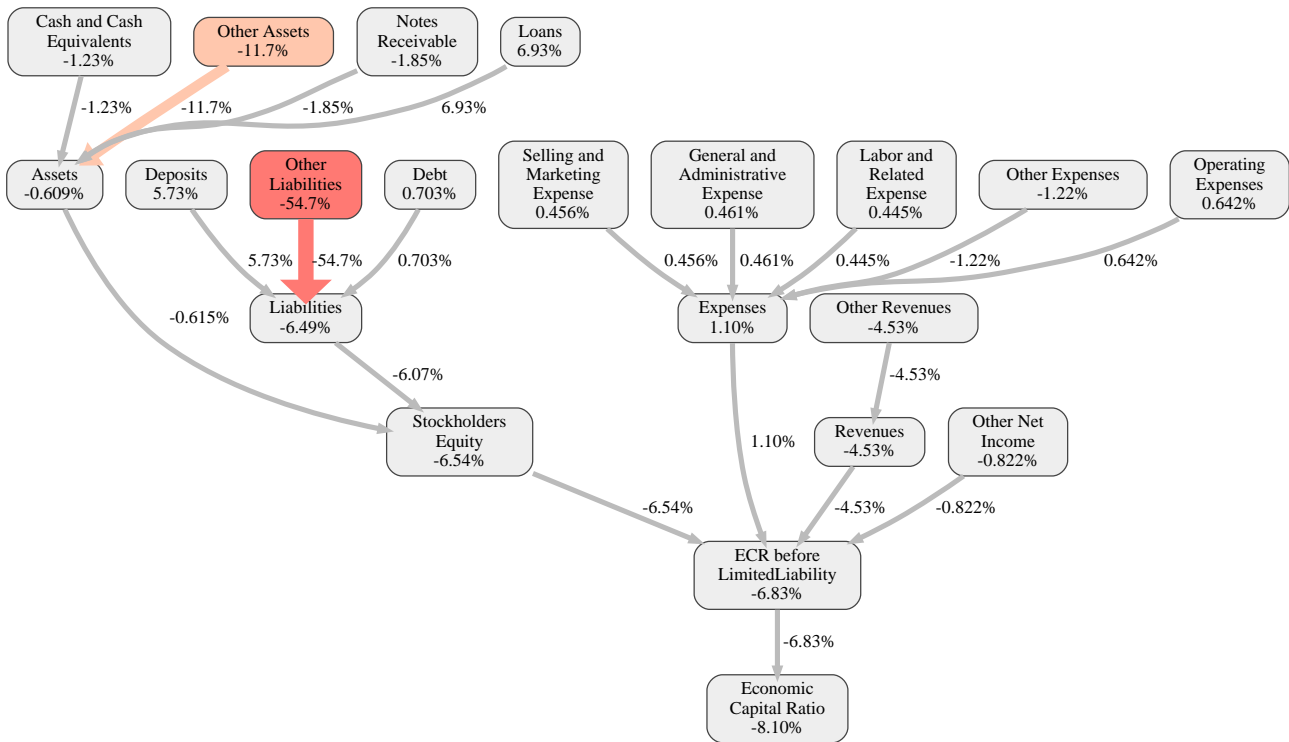 Cash and Cash
Equivalents
-1.23%
Other Assets
-11.7%
Notes
Receivable
-1.85%
Loans
6.93%
-1.23%
-11.7%
-1.85%
6.93%
Assets
-0.609%
Deposits
5.73%
Other
Liabilities
-54.7%
Debt
0.703%
Selling and
Marketing
Expense
0.456%
General and
Administrative
Expense
0.461%
Labor and
Related
Expense
0.445%
Other Expenses
-1.22%
Operating
Expenses
0.642%
5.73%
-54.7%
0.703%
0.456%
0.461%
0.445%
-1.22%
0.642%
-0.615%
Liabilities
-6.49%
Expenses
1.10%
Other Revenues
-4.53%
-6.07%
-4.53%
Stockholders
Equity
-6.54%
1.10%
Revenues
-4.53%
Other Net
Income
-0.822%
-6.54%
-4.53%
-0.822%
ECR before
LimitedLiability
-6.83%
-6.83%
Economic
Capital Ratio
-8.10%